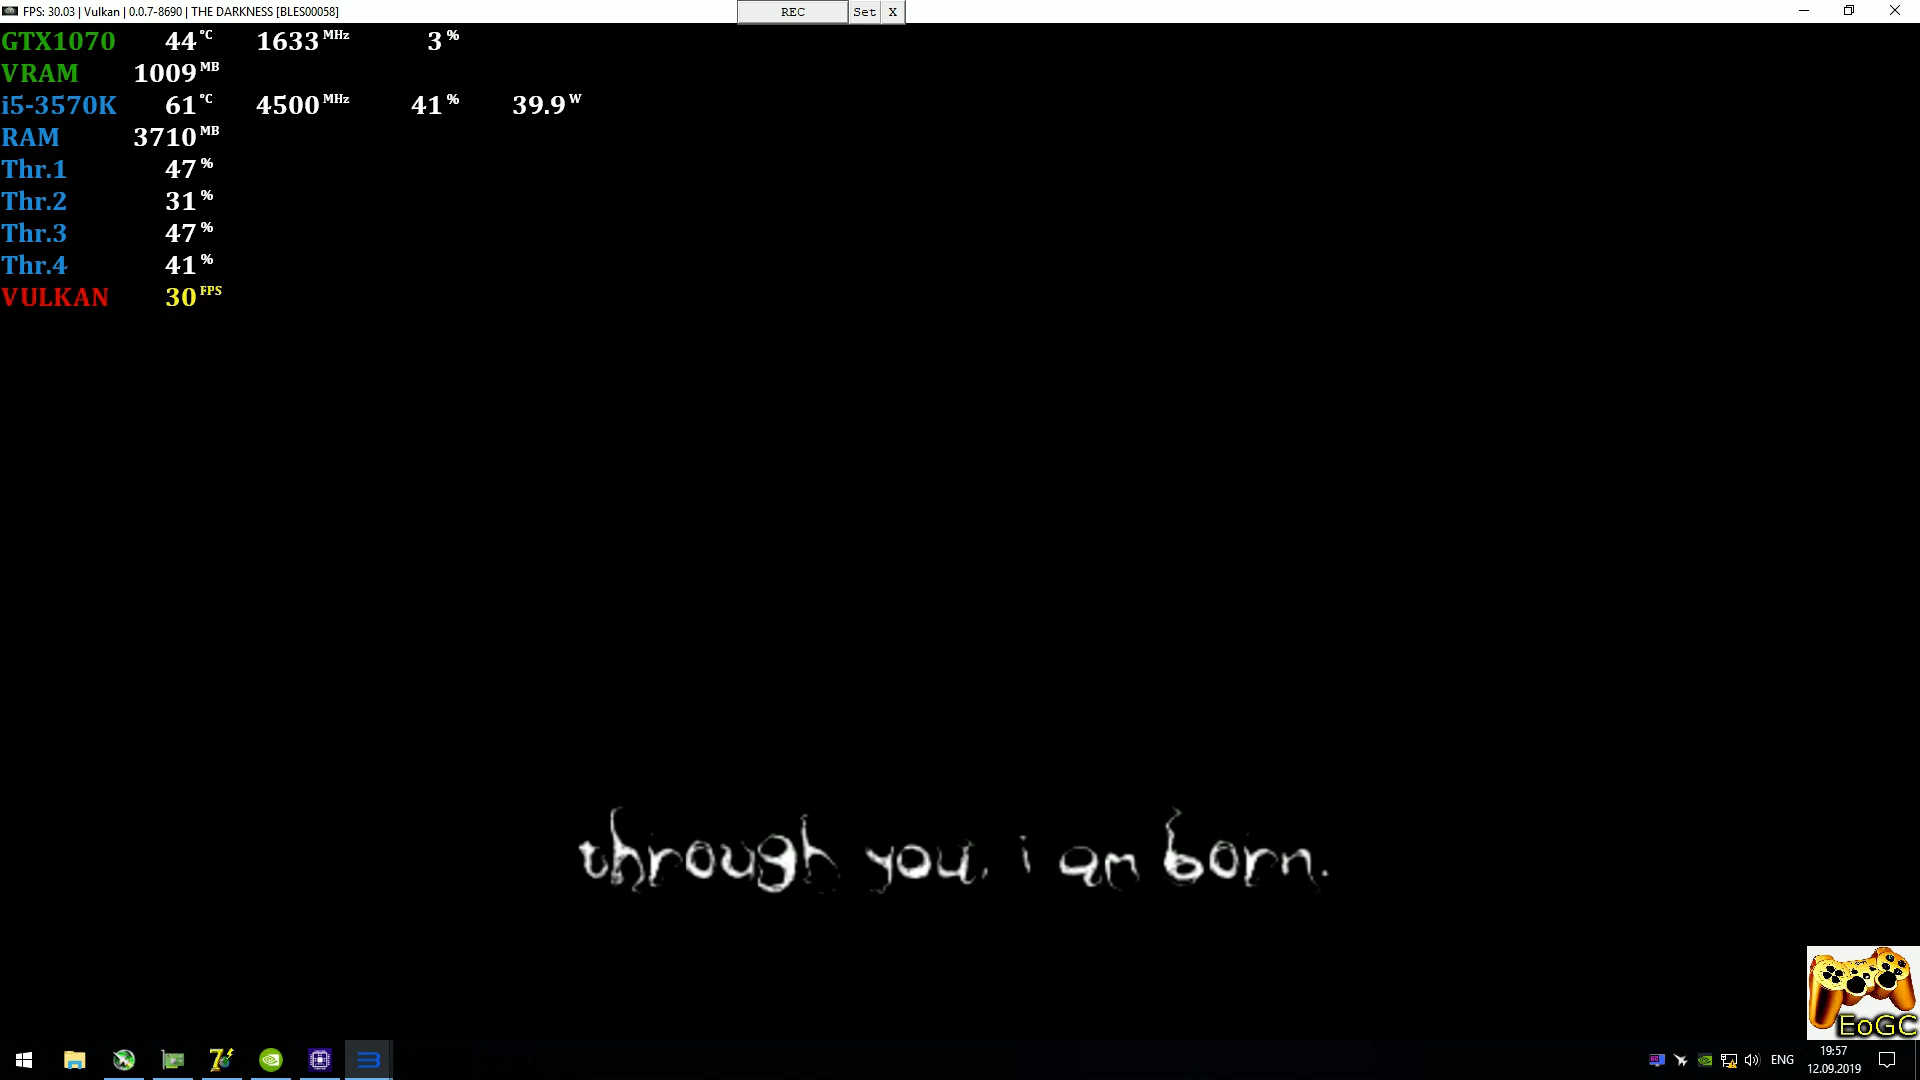 FPS: 30.03 | Vulkan | 0.0.7-8690 | THE DARKNESS [BLES00058] REC Set X
GTX1070 44 °C 1633 MHz 3 %
VRAM 1009 MB
i5-3570K 61 °C 4500 MHz 41 % 39.9 W
RAM 3710 MB
Thr.1 47 %
Thr.2 31 %
Thr.3 47 %
Thr.4 41 %
VULKAN 30 FPS
through you, i am born.
EoGC
ENG 19:57
12.09.2019